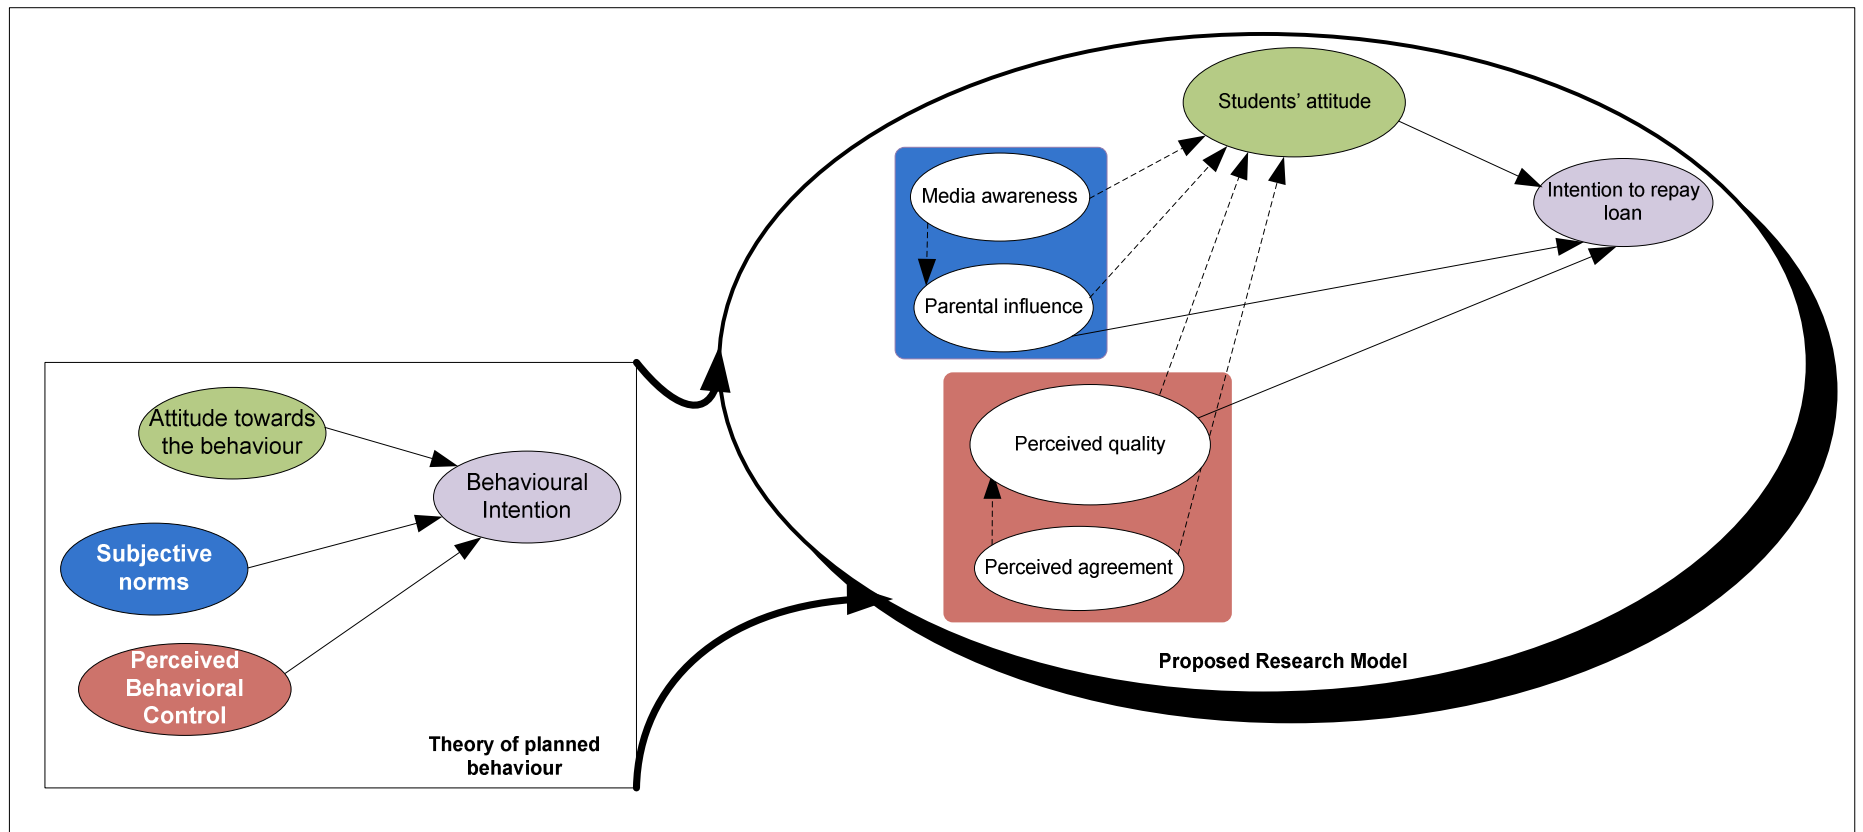 Attitude towards
the behaviour
Behavioural
Intention
Subjective
norms
Perceived
Behavioral
Control
Theory of planned
behaviour
Students’ attitude
Media awareness
Intention to repay
loan
Parental influence
Perceived quality
Perceived agreement
Proposed Research Model